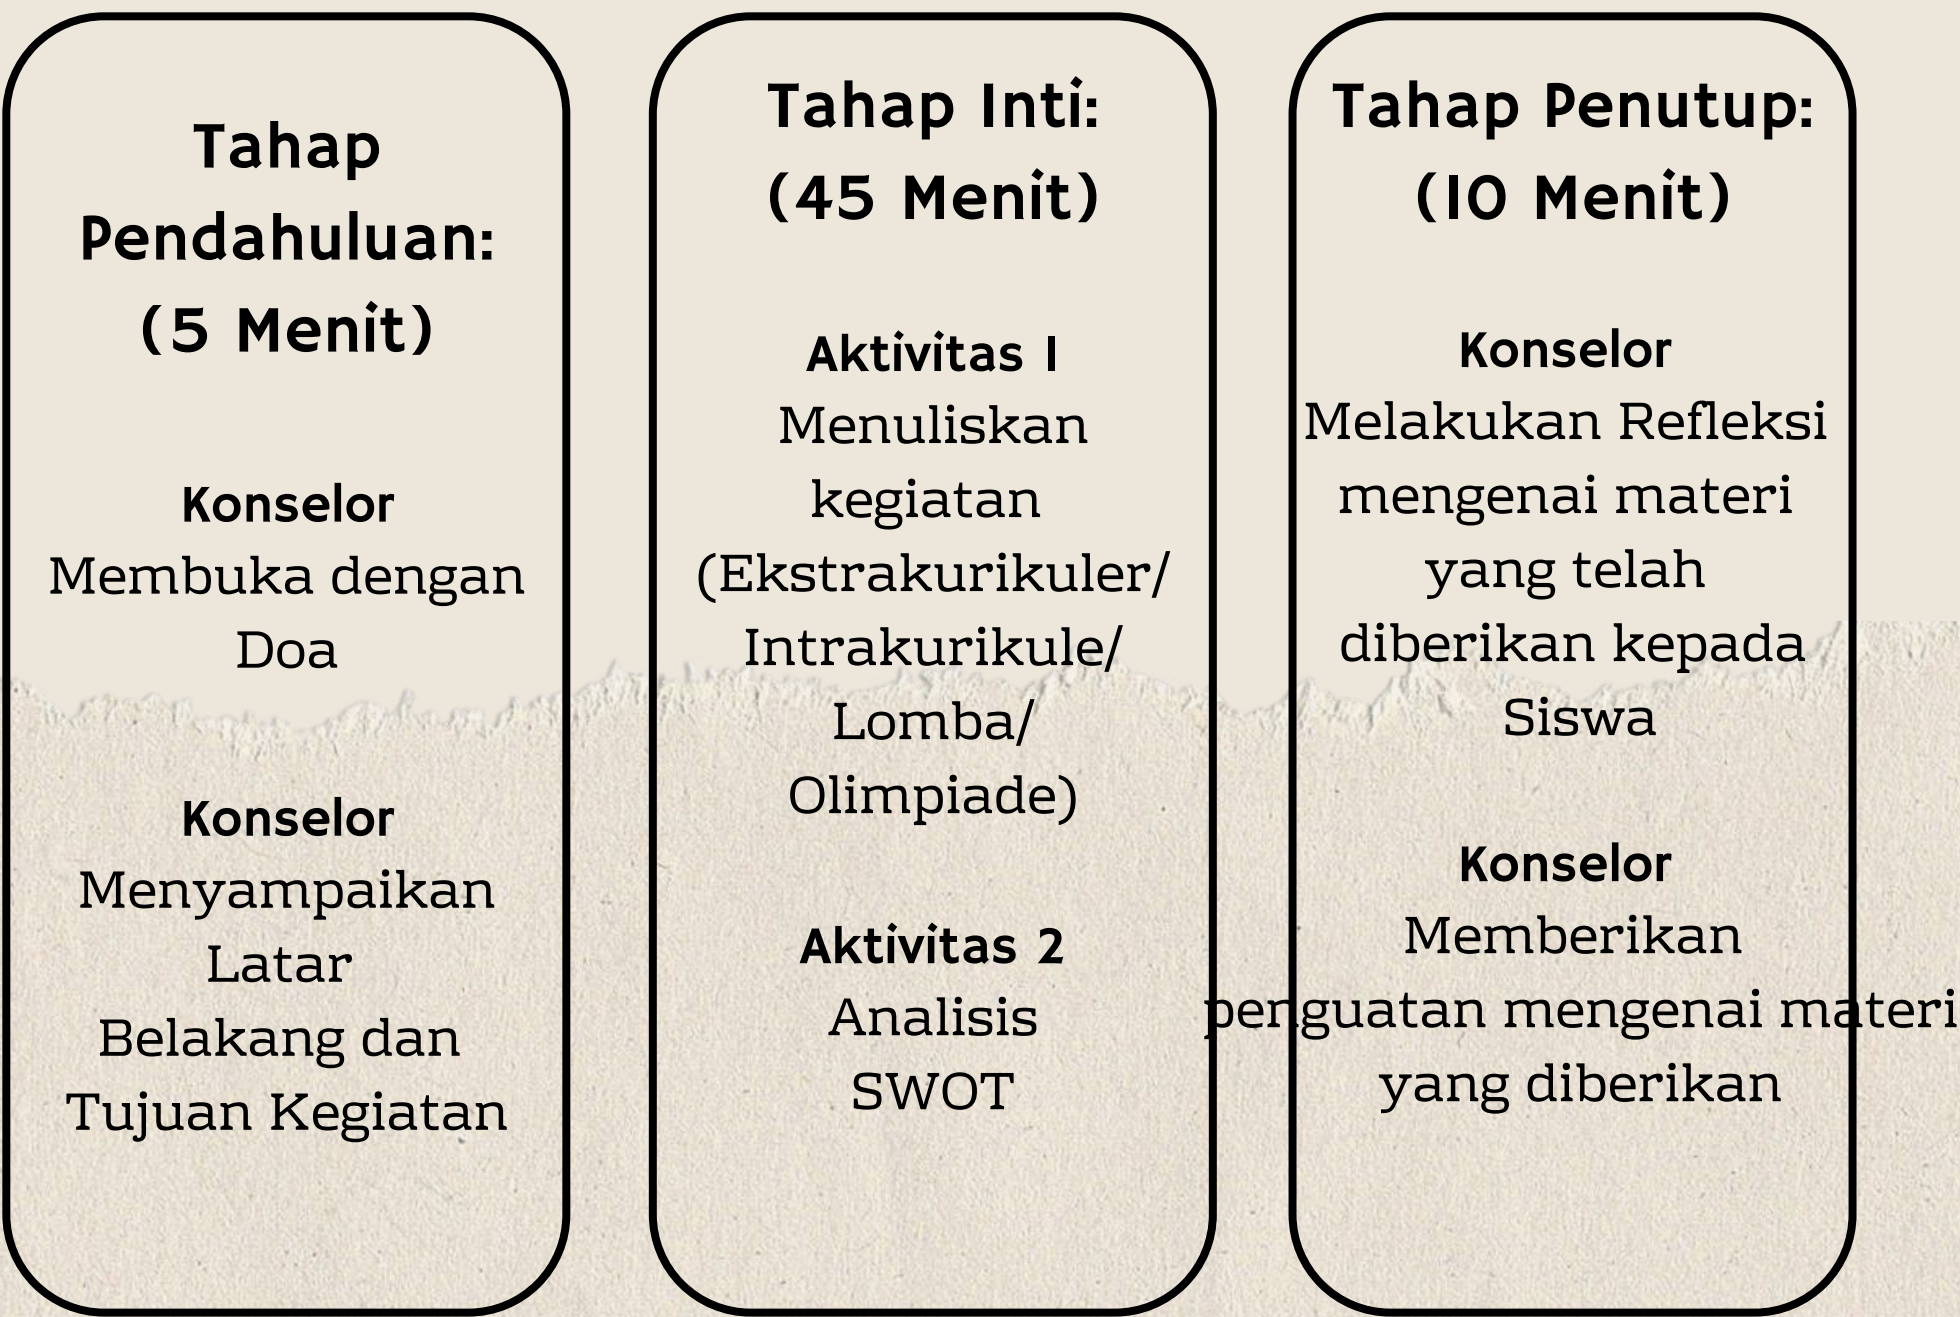 Tahap
Pendahuluan:
(5 Menit)
Konselor
Membuka dengan
Doa
Konselor
Menyampaikan
Latar
Belakang dan
Tujuan Kegiatan
Tahap Inti:
(45 Menit)
Aktivitas 1
Menuliskan
kegiatan
(Ekstrakurikuler/
Intrakurikule/
Lomba/
Olimpiade)
Aktivitas 2
Analisis
SWOT
Tahap Penutup:
(10 Menit)
Konselor
Melakukan Refleksi
mengenai materi
yang telah
diberikan kepada
Siswa
Konselor
Memberikan
penguatan mengenai materi
yang diberikan